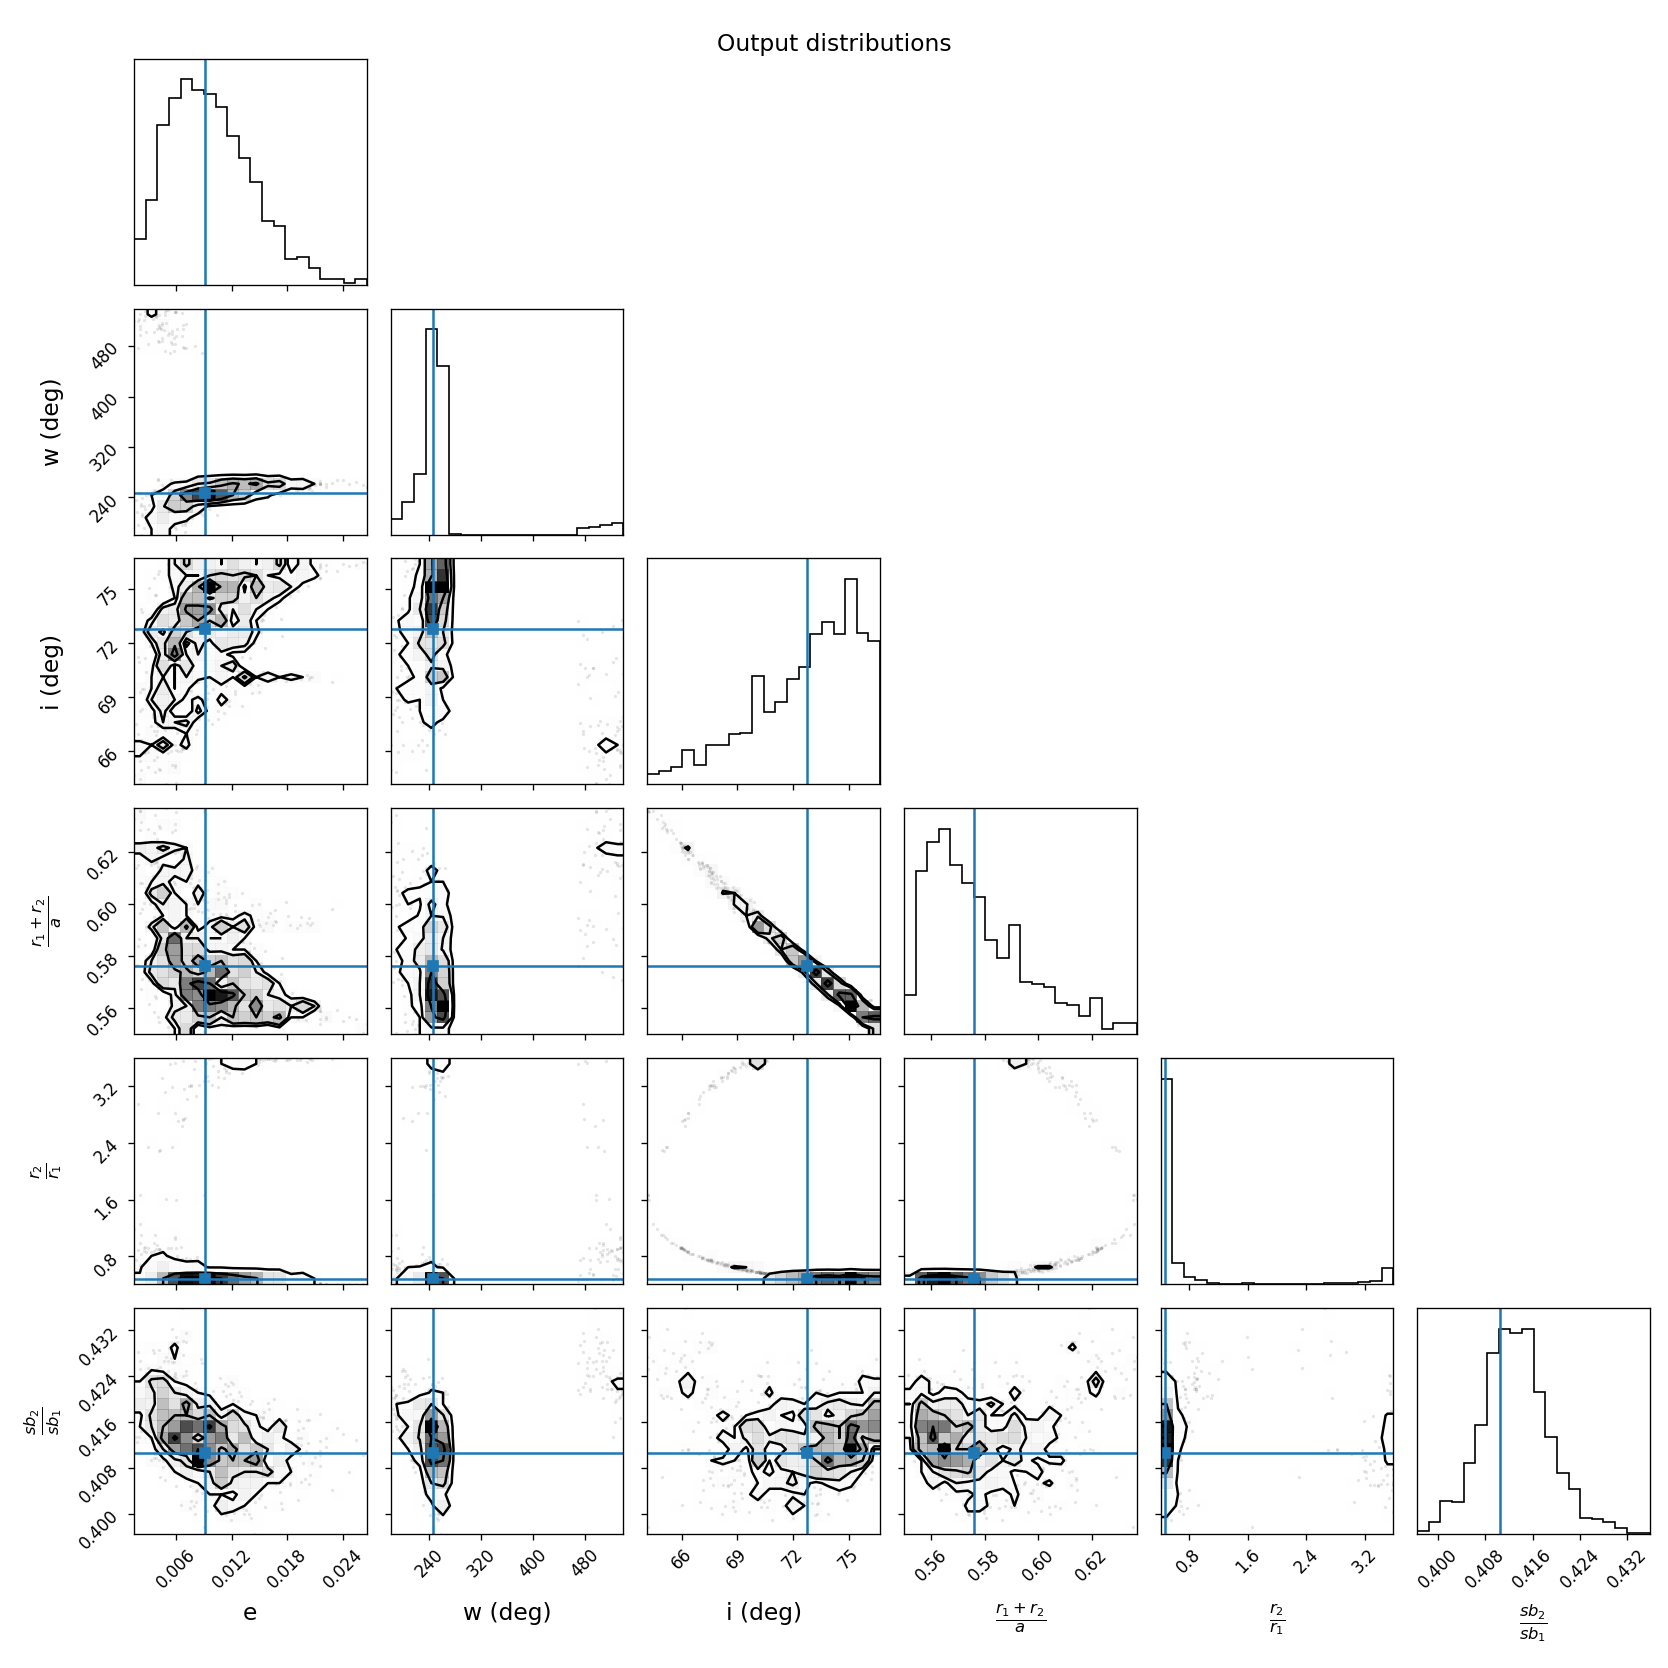 Output distributions
w (deg)
480
400
320
240
i (deg)
75
72
69
66
r₁ + r₂
a
0.62
0.60
0.58
0.56
r₂
r₁
3.2
2.4
1.6
0.8
sb₂
sb₁
0.432
0.424
0.416
0.408
0.400
0.006 0.012 0.018 0.024 240 320 400 480 66 69 72 75 0.56 0.58 0.60 0.62 0.8 1.6 2.4 3.2 0.400 0.408 0.416 0.424 0.432
e w (deg) i (deg) r₁ + r₂ r₂ sb₂
a r₁ sb₁